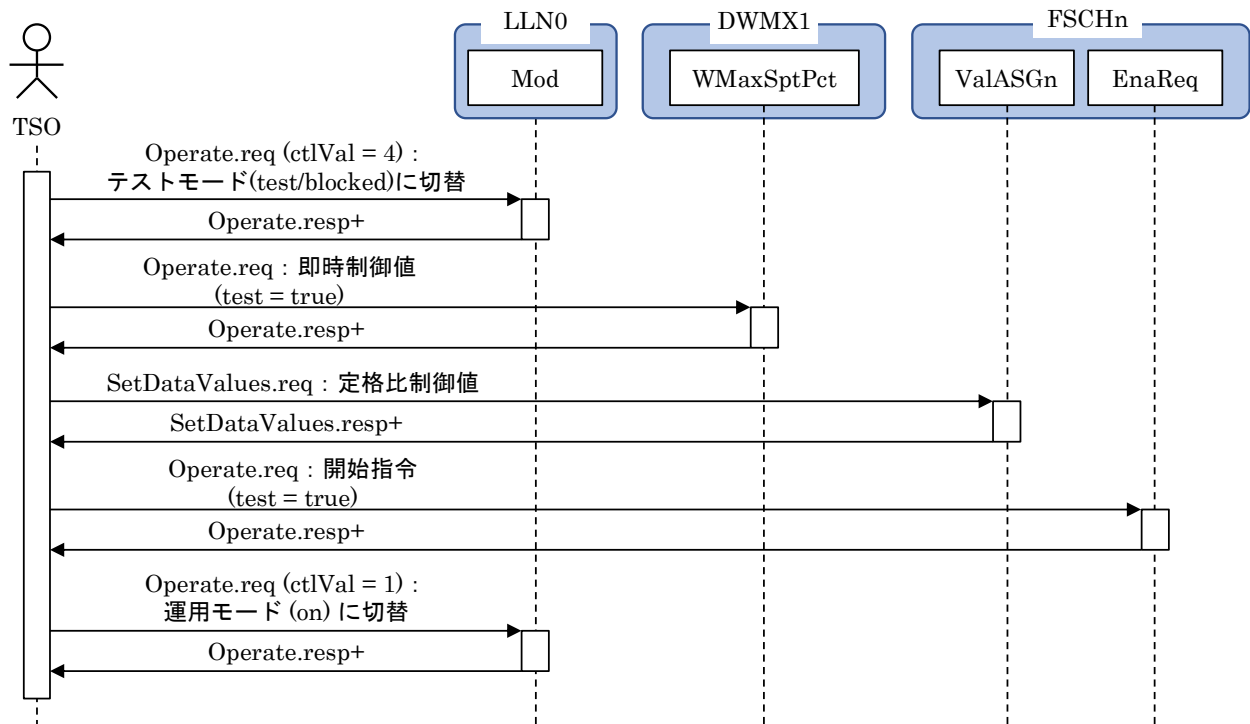 LLN0
DWMX1
FSCHn
Mod
WMaxSptPct
ValASGn
EnaReq
TSO
Operate.req (ctlVal = 4)：
テストモード(test/blocked)に切替
Operate.resp+
Operate.req：即時制御値
(test = true)
Operate.resp+
SetDataValues.req：定格比制御値
SetDataValues.resp+
Operate.req：開始指令
(test = true)
Operate.resp+
Operate.req (ctlVal = 1)：
運用モード (on) に切替
Operate.resp+